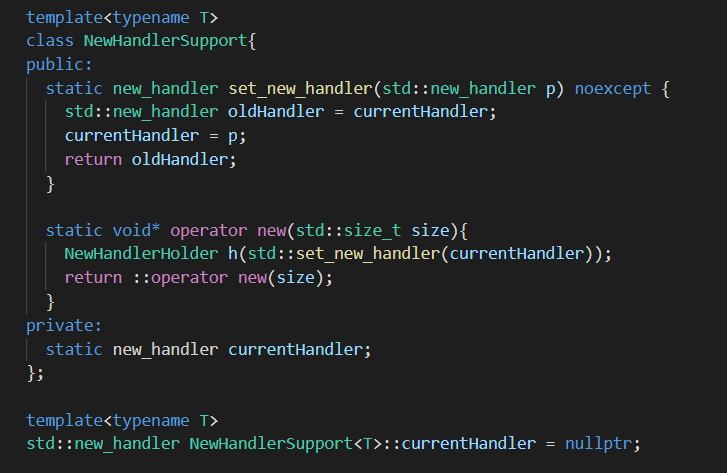 template<typename T>
class NewHandlerSupport{
public:
  static new_handler set_new_handler(std::new_handler p) noexcept {
    std::new_handler oldHandler = currentHandler;
    currentHandler = p;
    return oldHandler;
  }

  static void* operator new(std::size_t size){
    NewHandlerHolder h(std::set_new_handler(currentHandler));
    return ::operator new(size);
  }
private:
  static new_handler currentHandler;
};

template<typename T>
std::new_handler NewHandlerSupport<T>::currentHandler = nullptr;